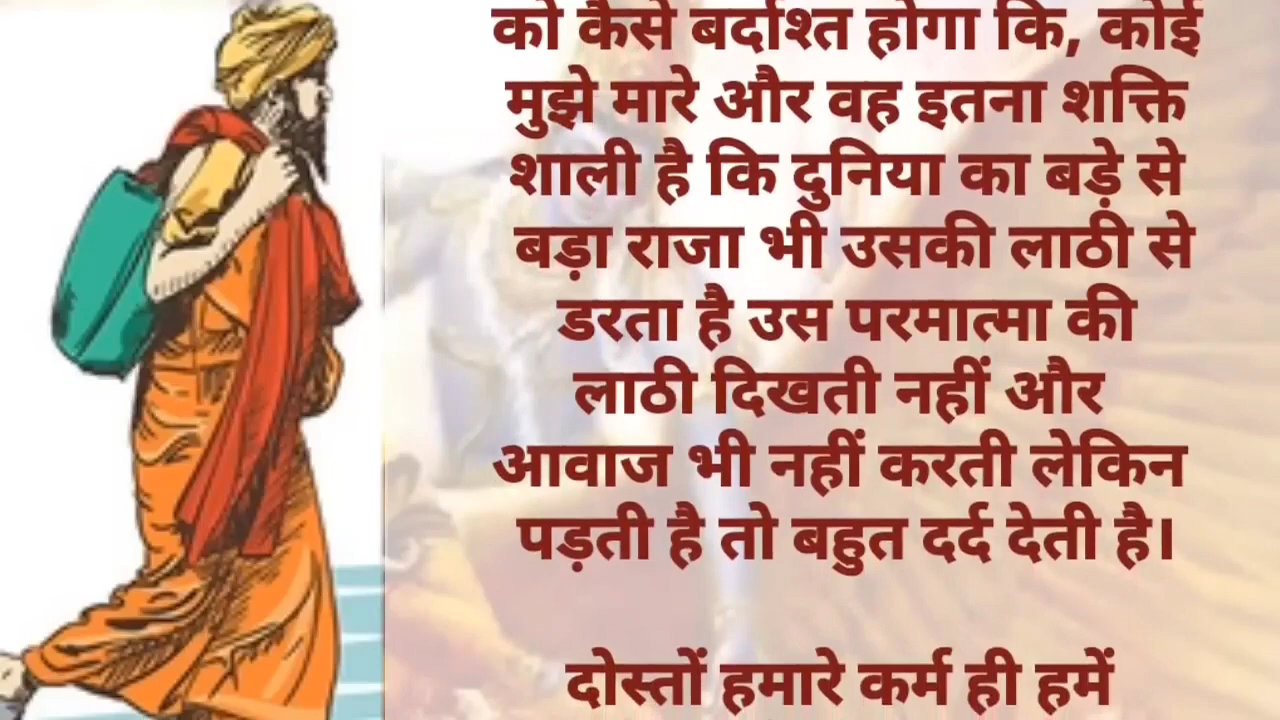 को कैसे बर्दाश्त होगा कि, कोई
मुझे मारे और वह इतना शक्ति
शाली है कि दुनिया का बड़े से
बड़ा राजा भी उसकी लाठी से
डरता है उस परमात्मा की
लाठी दिखती नहीं और
आवाज भी नहीं करती लेकिन
पड़ती है तो बहुत दर्द देती है।
दोस्तों हमारे कर्म ही हमें